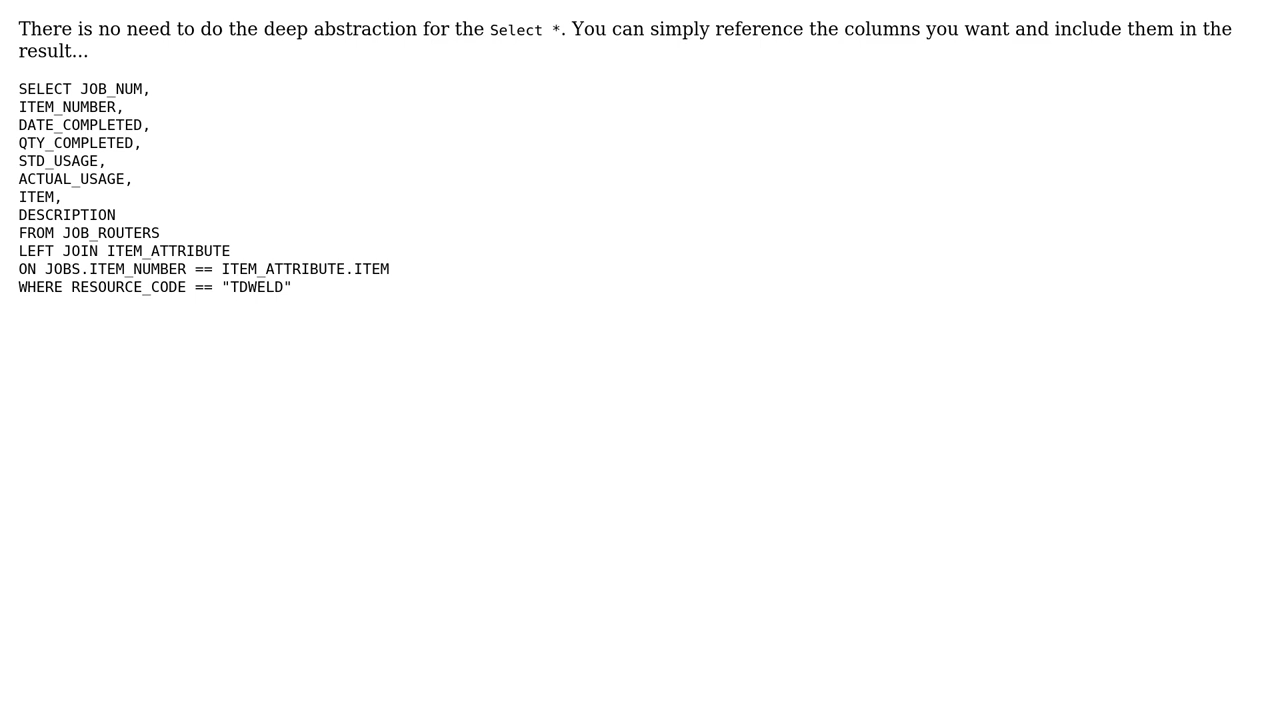 There is no need to do the deep abstraction for the Select *. You can simply reference the columns you want and include them in the
result...
SELECT JOB_NUM,
ITEM_NUMBER,
DATE_COMPLETED,
QTY_COMPLETED,
STD_USAGE,
ACTUAL_USAGE,
ITEM,
DESCRIPTION
FROM JOB_ROUTERS
LEFT JOIN ITEM_ATTRIBUTE
ON JOBS.ITEM_NUMBER == ITEM_ATTRIBUTE.ITEM
WHERE RESOURCE_CODE == "TDWELD"